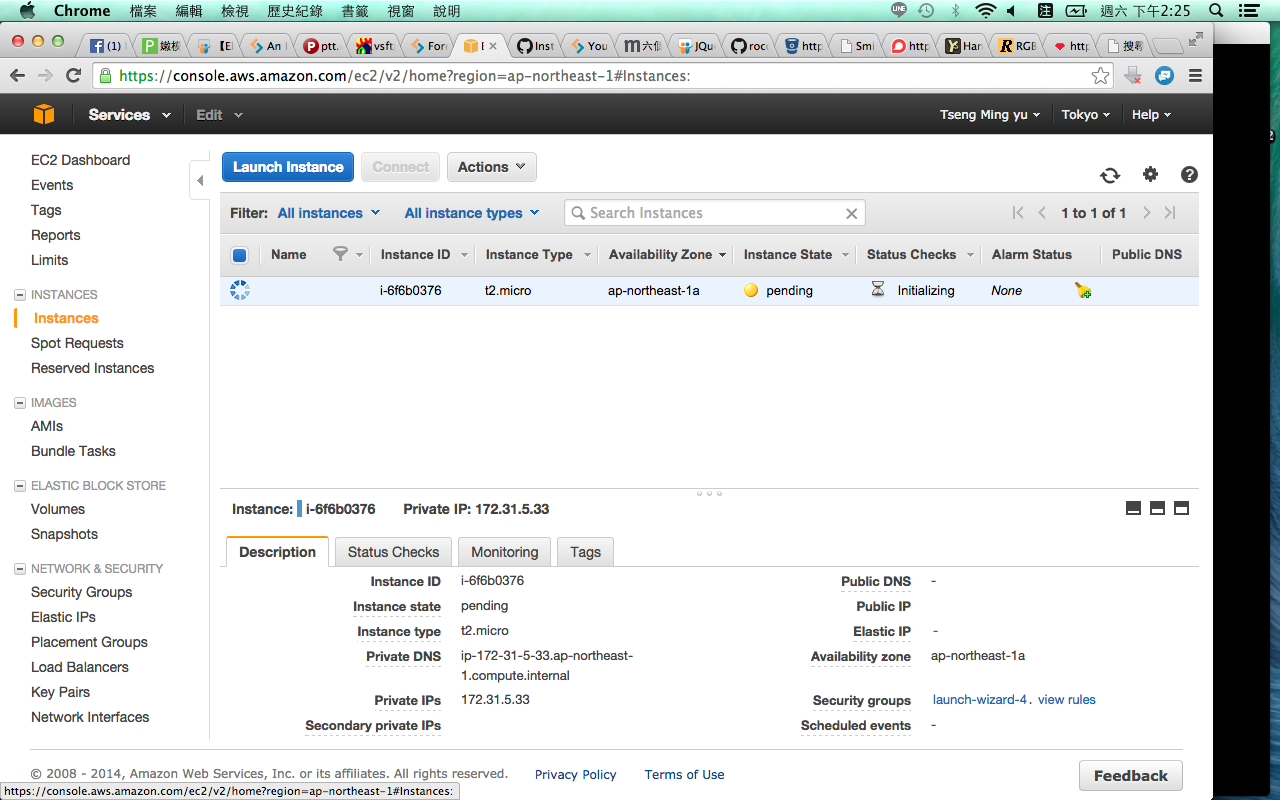 Chrome 檔案 編輯 檢視 歷史紀錄 書籤 視窗 說明 LINE 注 週六 下午2:25
(1) 嫩校 An ptt. vsft For E Inst You 六個 JQu roc http Smi http Har RGB http 搜尋
https://console.aws.amazon.com/ec2/v2/home?region=ap-northeast-1#Instances:
Services Edit Tseng Ming yu Tokyo Help
EC2 Dashboard
Events
Tags
Reports
Limits
INSTANCES
Instances
Spot Requests
Reserved Instances
IMAGES
AMIs
Bundle Tasks
ELASTIC BLOCK STORE
Volumes
Snapshots
NETWORK & SECURITY
Security Groups
Elastic IPs
Placement Groups
Load Balancers
Key Pairs
Network Interfaces
Launch Instance Connect Actions
Filter: All instances All instance types Search Instances 1 to 1 of 1
Name Instance ID Instance Type Availability Zone Instance State Status Checks Alarm Status Public DNS
i-6f6b0376 t2.micro ap-northeast-1a pending Initializing None
Instance: i-6f6b0376 Private IP: 172.31.5.33
Description Status Checks Monitoring Tags
Instance ID i-6f6b0376 Public DNS -
Instance state pending Public IP
Instance type t2.micro Elastic IP -
Private DNS ip-172-31-5-33.ap-northeast- Availability zone ap-northeast-1a
1.compute.internal
Private IPs 172.31.5.33 Security groups launch-wizard-4. view rules
Secondary private IPs Scheduled events -
© 2008 - 2014, Amazon Web Services, Inc. or its affiliates. All rights reserved. Privacy Policy Terms of Use Feedback
https://console.aws.amazon.com/ec2/v2/home?region=ap-northeast-1#Instances: